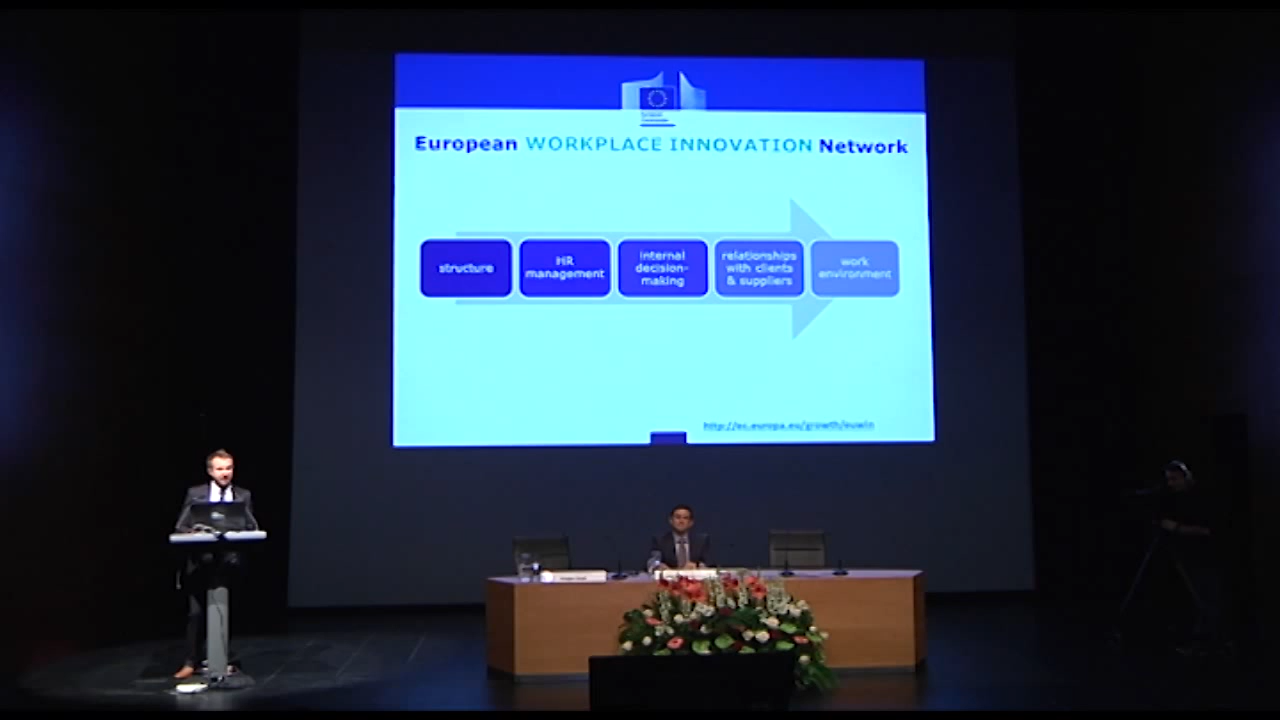 European WORKPLACE INNOVATION Network
structure
HR
management
internal
decision-
making
relationships
with clients
& suppliers
work
environment
http://ec.europa.eu/growth/euwin